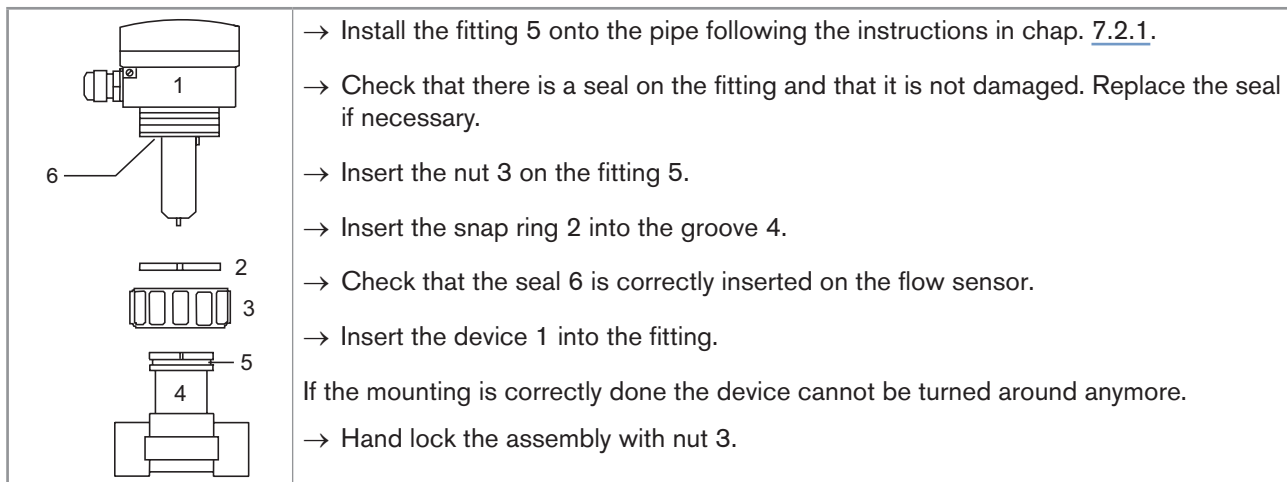 1
6
2
3
5
4
→ Install the fitting 5 onto the pipe following the instructions in chap. 7.2.1.
→ Check that there is a seal on the fitting and that it is not damaged. Replace the seal
if necessary.
→ Insert the nut 3 on the fitting 5.
→ Insert the snap ring 2 into the groove 4.
→ Check that the seal 6 is correctly inserted on the flow sensor.
→ Insert the device 1 into the fitting.
If the mounting is correctly done the device cannot be turned around anymore.
→ Hand lock the assembly with nut 3.